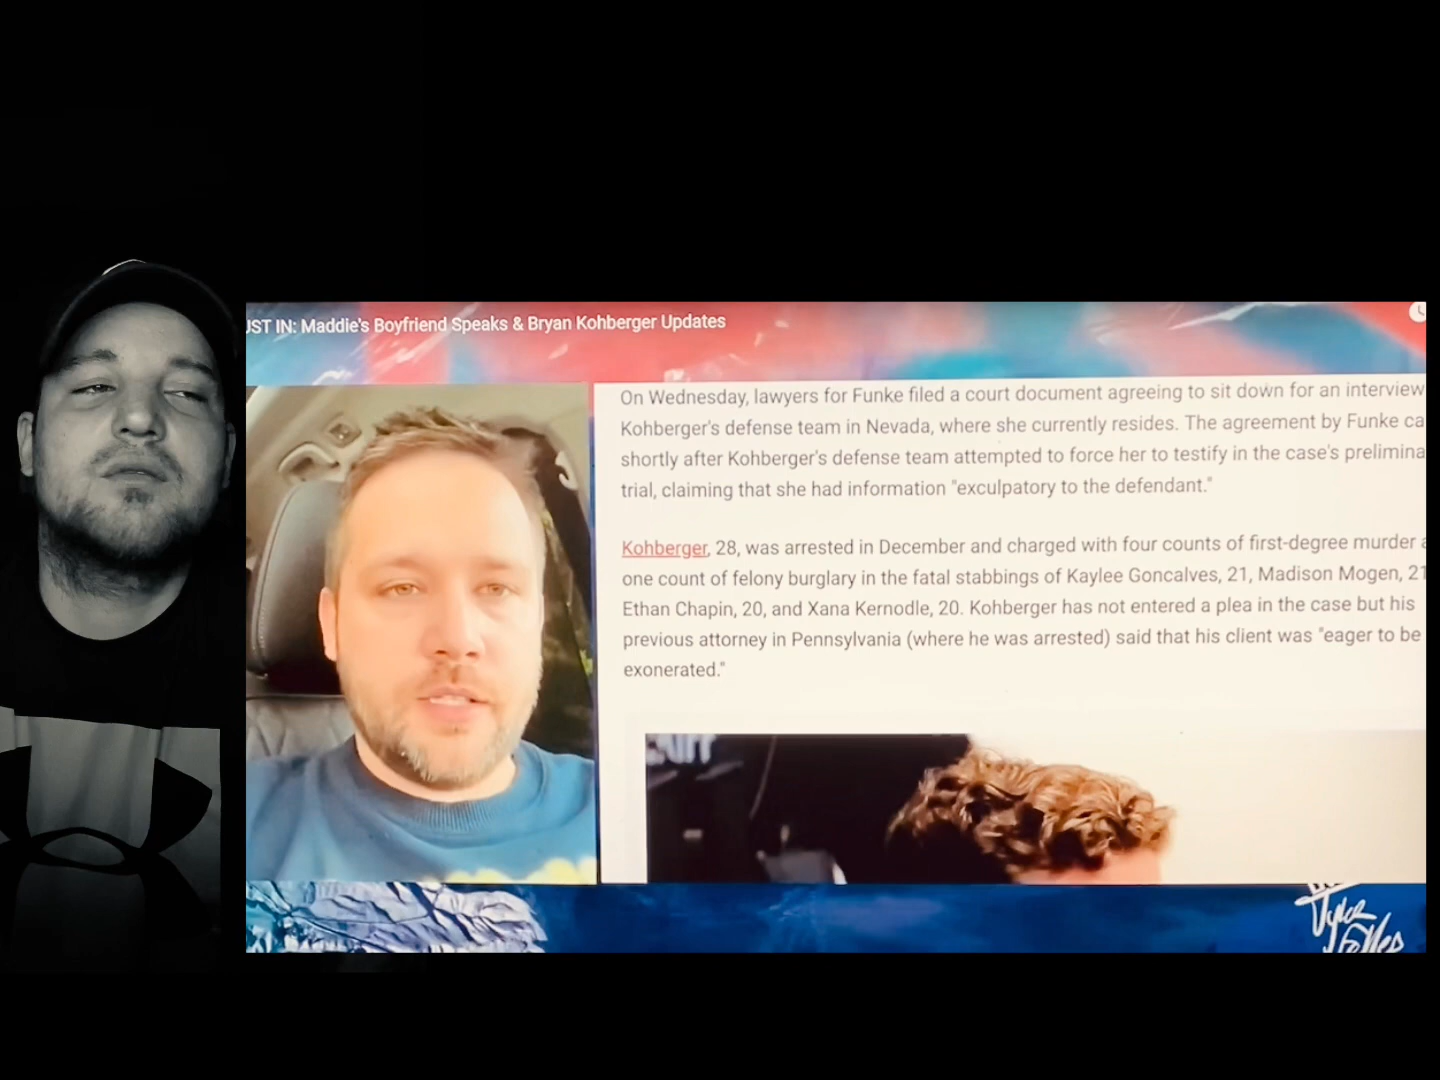 UST IN: Maddie's Boyfriend Speaks & Bryan Kohberger Updates
On Wednesday, lawyers for Funke filed a court document agreeing to sit down for an interview
Kohberger's defense team in Nevada, where she currently resides. The agreement by Funke ca
shortly after Kohberger's defense team attempted to force her to testify in the case's prelimina
trial, claiming that she had information "exculpatory to the defendant."
Kohberger, 28, was arrested in December and charged with four counts of first-degree murder a
one count of felony burglary in the fatal stabbings of Kaylee Goncalves, 21, Madison Mogen, 21
Ethan Chapin, 20, and Xana Kernodle, 20. Kohberger has not entered a plea in the case but his
previous attorney in Pennsylvania (where he was arrested) said that his client was "eager to be
exonerated."